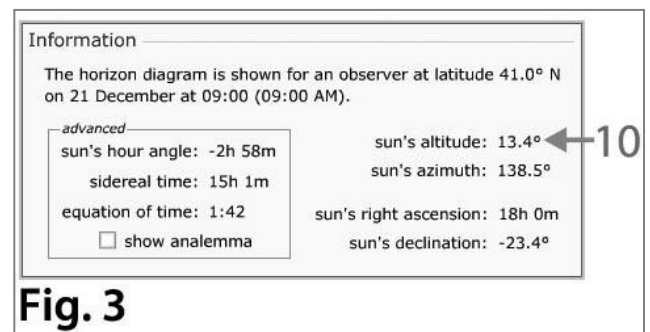 Information
The horizon diagram is shown for an observer at latitude 41.0° N
on 21 December at 09:00 (09:00 AM).
advanced
sun's hour angle: -2h 58m
sidereal time: 15h 1m
equation of time: 1:42
show analemma
sun's altitude: 13.4° 10
sun's azimuth: 138.5°
sun's right ascension: 18h 0m
sun's declination: -23.4°
Fig. 3